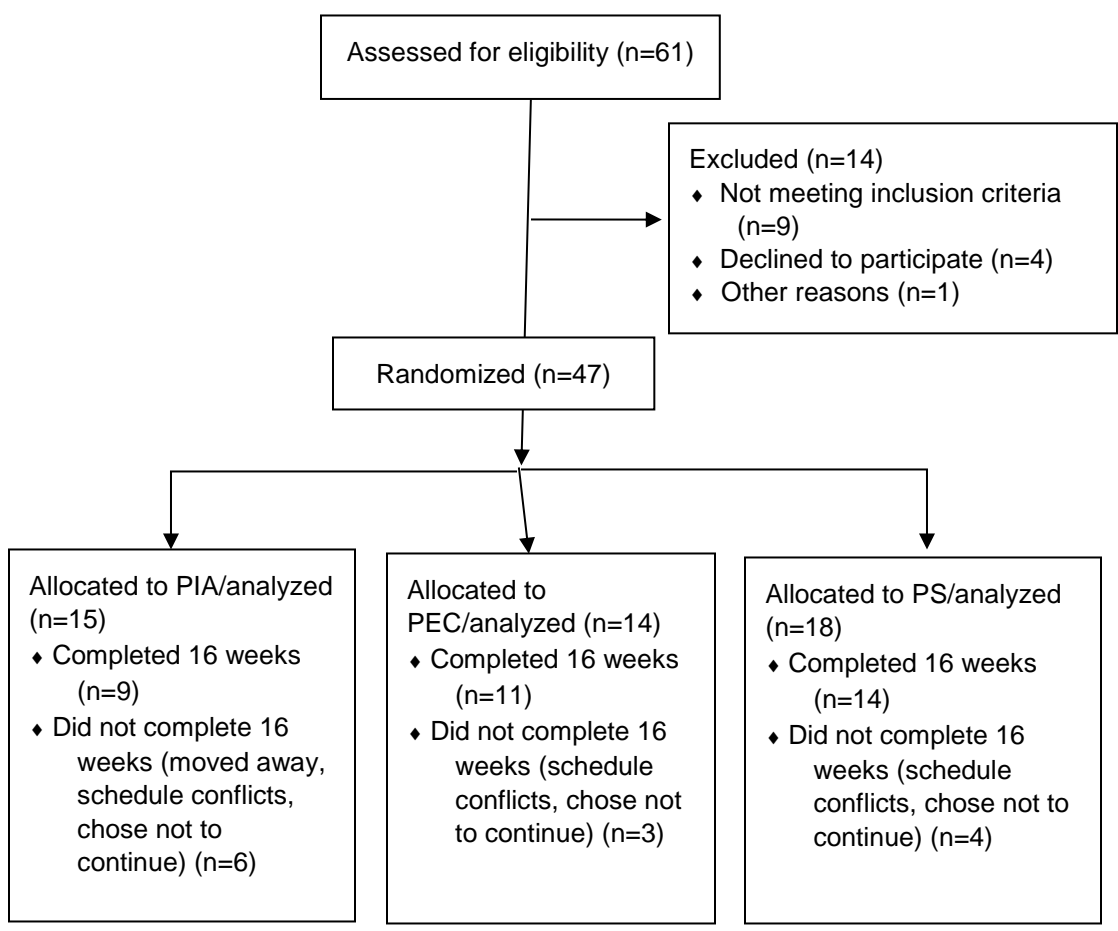 Assessed for eligibility (n=61)
Excluded (n=14)
♦ Not meeting inclusion criteria
(n=9)
♦ Declined to participate (n=4)
♦ Other reasons (n=1)
Randomized (n=47)
Allocated to PIA/analyzed
(n=15)
♦ Completed 16 weeks
(n=9)
♦ Did not complete 16
weeks (moved away,
schedule conflicts,
chose not to
continue) (n=6)
Allocated to
PEC/analyzed (n=14)
♦ Completed 16 weeks
(n=11)
♦ Did not complete 16
weeks (schedule
conflicts, chose not
to continue) (n=3)
Allocated to PS/analyzed
(n=18)
♦ Completed 16 weeks
(n=14)
♦ Did not complete 16
weeks (schedule
conflicts, chose not to
continue) (n=4)